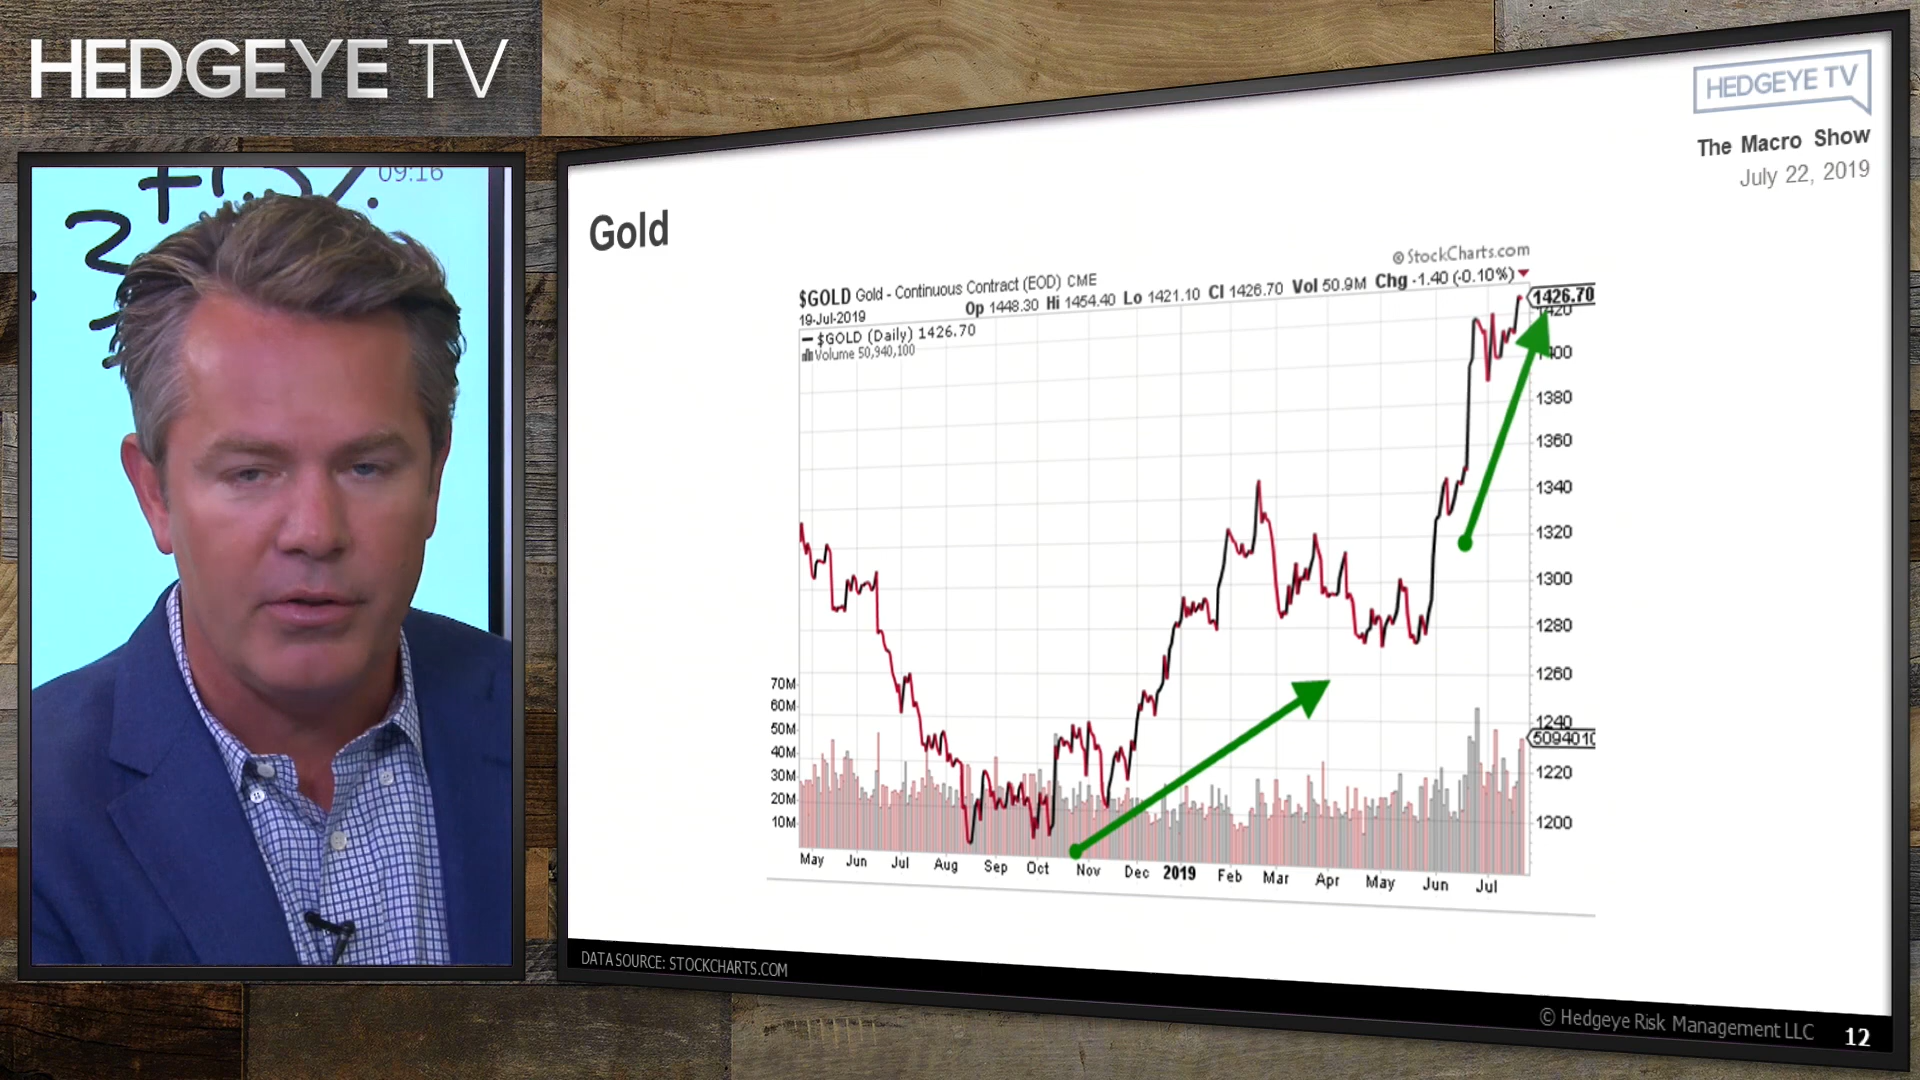 HEDGEYE TV
09:16
HEDGEYE TV
The Macro Show
July 22, 2019
Gold
© StockCharts.com
$GOLD Gold - Continuous Contract (EOD) CME
19-Jul-2019
Op 1448.30 Hi 1454.40 Lo 1421.10 Cl 1426.70 Vol 50.9M Chg -1.40 (-0.10%)
$GOLD (Daily) 1426.70
Volume 50,940,100
1426.70
1420
1400
1380
1360
1340
1320
1300
1280
1260
1240
5094010
1220
1200
70M
60M
50M
40M
30M
20M
10M
May Jun Jul Aug Sep Oct Nov Dec 2019 Feb Mar Apr May Jun Jul
DATA SOURCE: STOCKCHARTS.COM
© Hedgeye Risk Management LLC 12